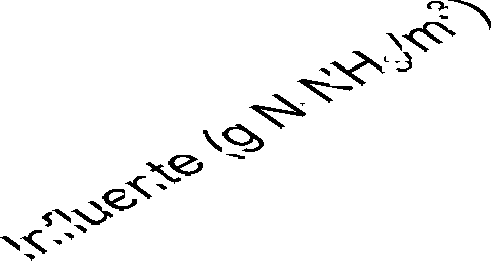 Influente (g N-NH₃/m³)